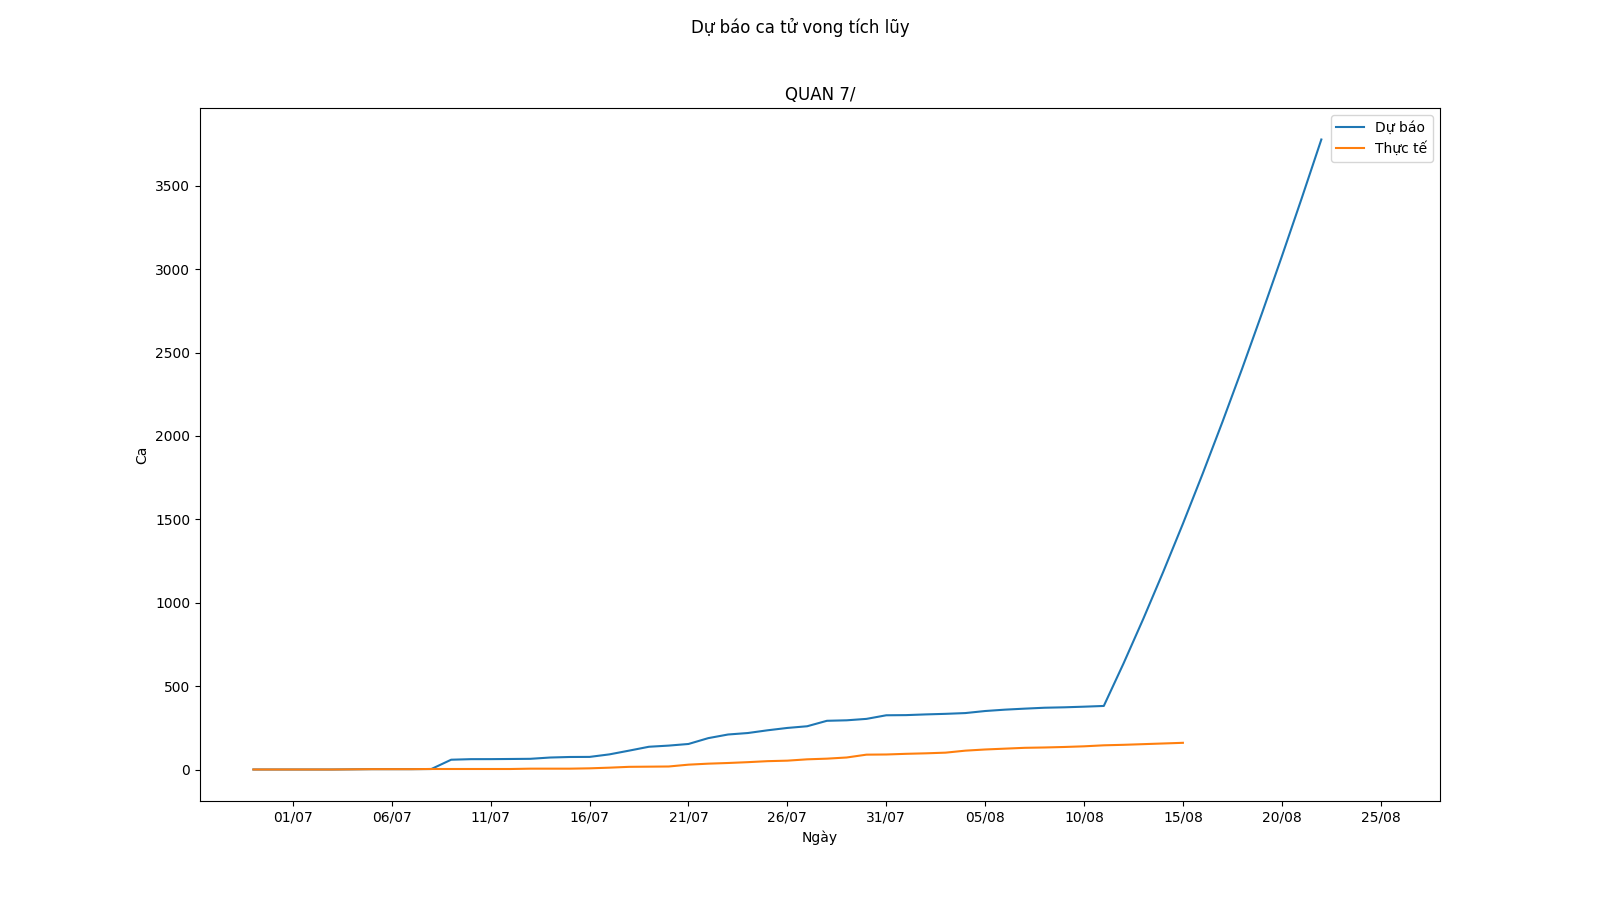 Dự báo ca tử vong tích lũy
QUAN 7/
Dự báo
Thực tế
3500
3000
2500
2000
1500
1000
500
0
Ca
01/07 06/07 11/07 16/07 21/07 26/07 31/07 05/08 10/08 15/08 20/08 25/08
Ngày